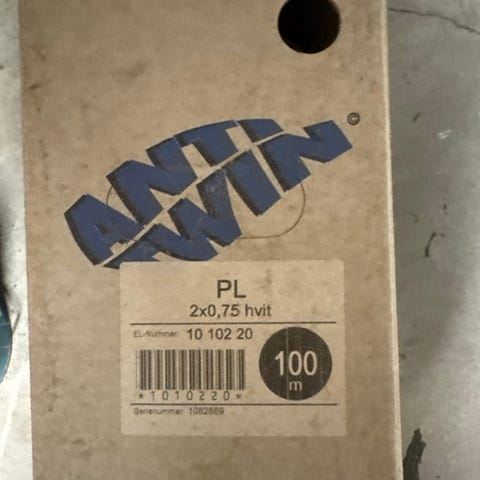 ANTI
TWIN
©
PL
2x0,75 hvit
EL-Nummer: 10 102 20
100
m
*1010220*
Serienummer: 1082889